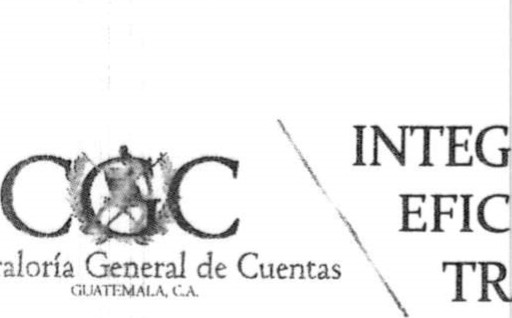 CGC
raloría General de Cuentas
GUATEMALA, C.A.
INTEG
EFIC
TR